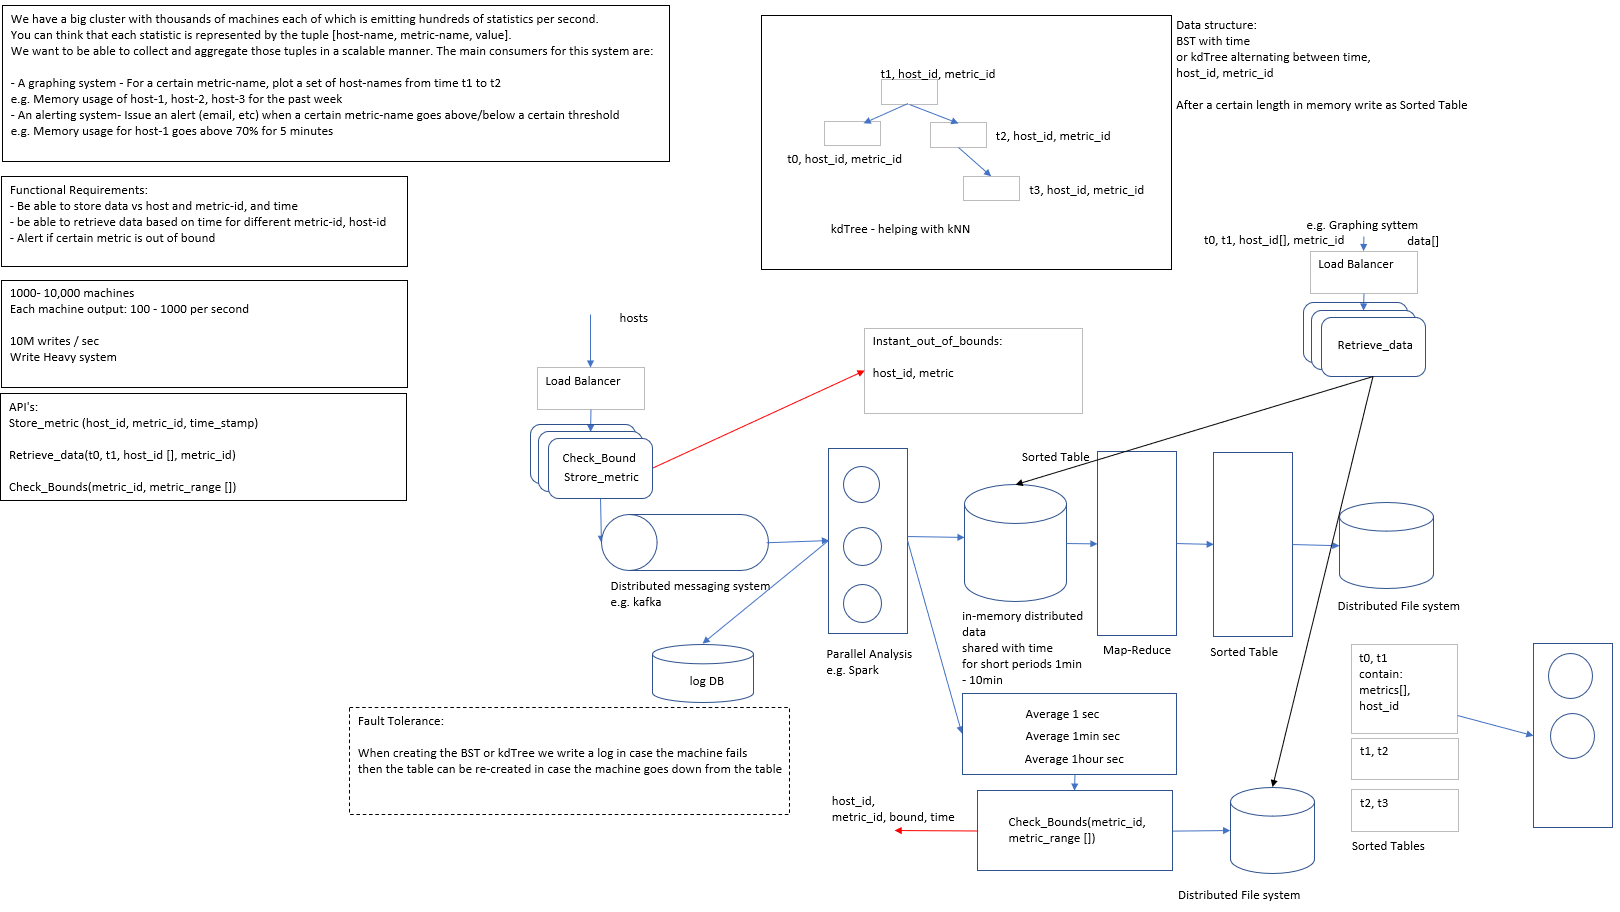 We have a big cluster with thousands of machines each of which is emitting hundreds of statistics per second.
You can think that each statistic is represented by the tuple [host-name, metric-name, value].
We want to be able to collect and aggregate those tuples in a scalable manner. The main consumers for this system are:
- A graphing system - For a certain metric-name, plot a set of host-names from time t1 to t2
e.g. Memory usage of host-1, host-2, host-3 for the past week
- An alerting system- Issue an alert (email, etc) when a certain metric-name goes above/below a certain threshold
e.g. Memory usage for host-1 goes above 70% for 5 minutes
Functional Requirements:
- Be able to store data vs host and metric-id, and time
- be able to retrieve data based on time for different metric-id, host-id
- Alert if certain metric is out of bound
1000- 10,000 machines
Each machine output: 100 - 1000 per second
10M writes / sec
Write Heavy system
API's:
Store_metric (host_id, metric_id, time_stamp)
Retrieve_data(t0, t1, host_id [], metric_id)
Check_Bounds(metric_id, metric_range [])
t1, host_id, metric_id
t2, host_id, metric_id
t0, host_id, metric_id
t3, host_id, metric_id
kdTree - helping with kNN
Data structure:
BST with time
or kdTree alternating between time,
host_id, metric_id
After a certain length in memory write as Sorted Table
e.g. Graphing syttem
t0, t1, host_id[], metric_id
data[]
Load Balancer
Retrieve_data
hosts
Load Balancer
Check_Bound
Strore_metric
Instant_out_of_bounds:
host_id, metric
Distributed messaging system
e.g. kafka
log DB
Parallel Analysis
e.g. Spark
Sorted Table
in-memory distributed
data
shared with time
for short periods 1min
- 10min
Map-Reduce
Sorted Table
Distributed File system
Fault Tolerance:
When creating the BST or kdTree we write a log in case the machine fails
then the table can be re-created in case the machine goes down from the table
Average 1 sec
Average 1min sec
Average 1hour sec
host_id,
metric_id, bound, time
Check_Bounds(metric_id,
metric_range [])
Distributed File system
t0, t1
contain:
metrics[],
host_id
t1, t2
t2, t3
Sorted Tables